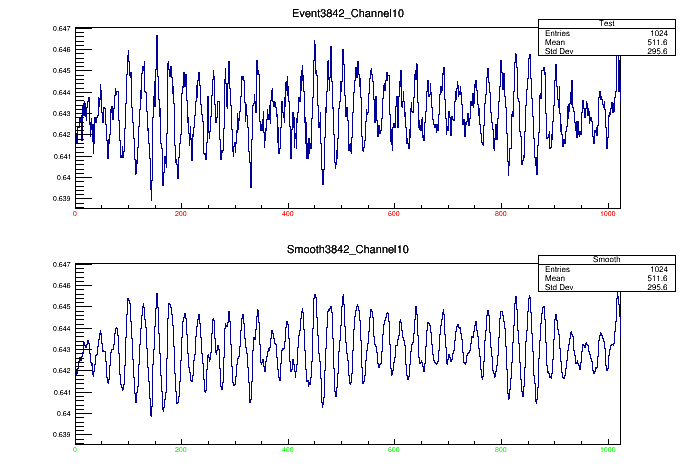 Event3842_Channel10
Test
Entries 1024
Mean 511.6
Std Dev 295.6
0.647
0.646
0.645
0.644
0.643
0.642
0.641
0.64
0.639
0 200 400 600 800 1000
Smooth3842_Channel10
Smooth
Entries 1024
Mean 511.6
Std Dev 295.6
0.647
0.646
0.645
0.644
0.643
0.642
0.641
0.64
0.639
0 200 400 600 800 1000